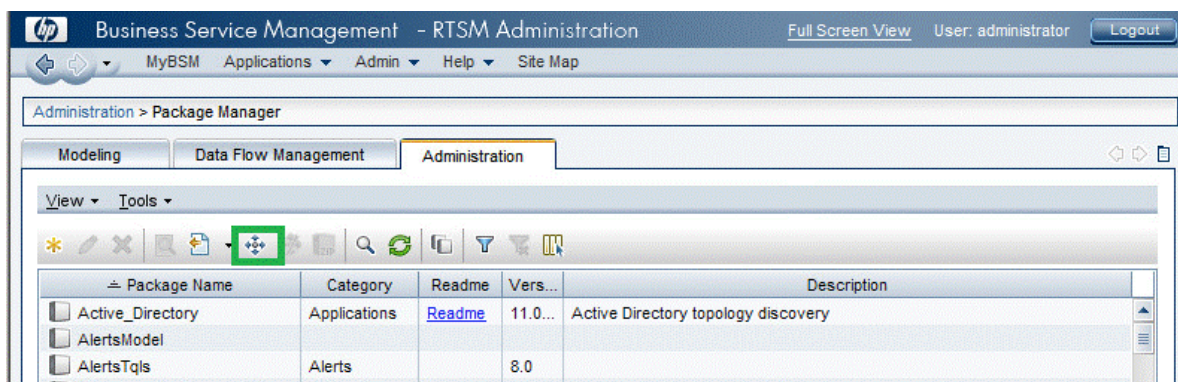 hp Business Service Management - RTSM Administration Full Screen View User: administrator Logout
MyBSM Applications Admin Help Site Map
Administration > Package Manager
Modeling Data Flow Management Administration
View Tools
Package Name Category Readme Vers... Description
Active_Directory Applications Readme 11.0... Active Directory topology discovery
AlertsModel
AlertsTqls Alerts 8.0